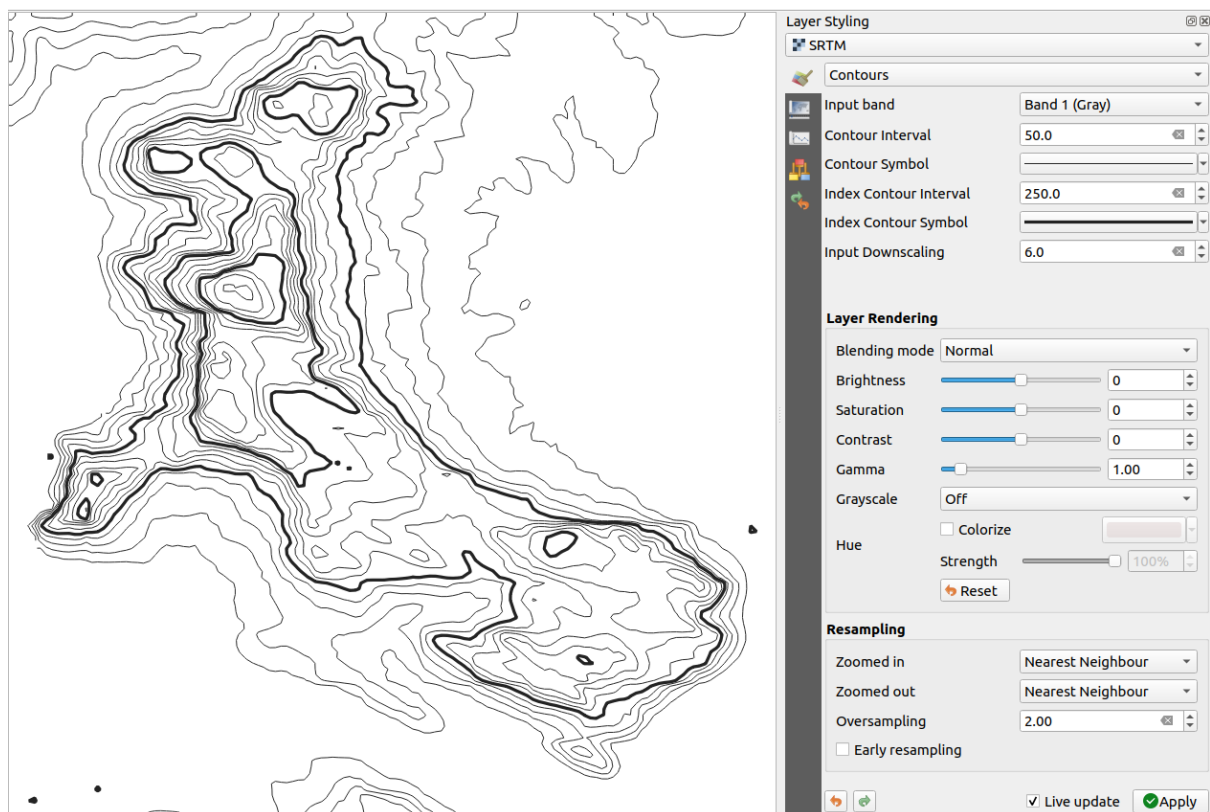 Layer Styling
SRTM
Contours
Input band Band 1 (Gray)
Contour Interval 50.0
Contour Symbol
Index Contour Interval 250.0
Index Contour Symbol
Input Downscaling 6.0
Layer Rendering
Blending mode Normal
Brightness 0
Saturation 0
Contrast 0
Gamma 1.00
Grayscale Off
Hue Colorize
Strength 100%
Reset
Resampling
Zoomed in Nearest Neighbour
Zoomed out Nearest Neighbour
Oversampling 2.00
Early resampling
Live update Apply